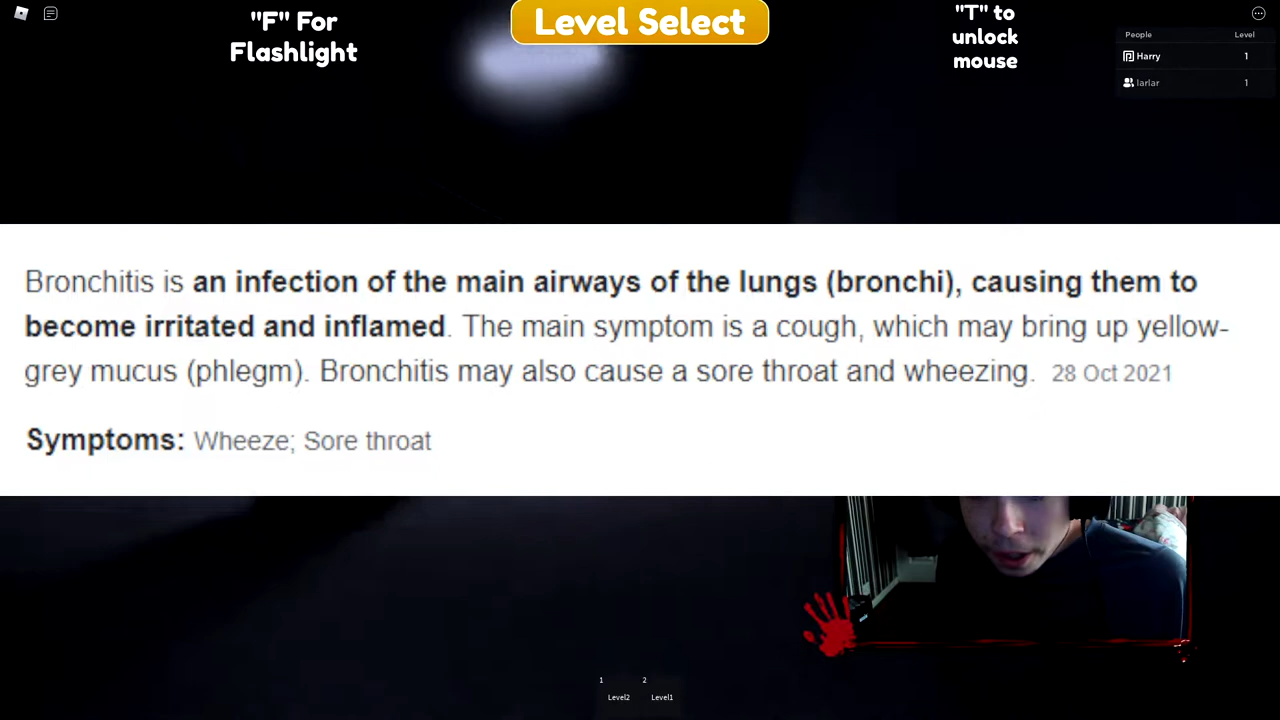 "F" For
Flashlight
Level Select
"T" to
unlock
mouse
People Level
Harry 1
larlar 1
Bronchitis is an infection of the main airways of the lungs (bronchi), causing them to
become irritated and inflamed. The main symptom is a cough, which may bring up yellow-
grey mucus (phlegm). Bronchitis may also cause a sore throat and wheezing. 28 Oct 2021
Symptoms: Wheeze; Sore throat
1 2
Level2 Level1